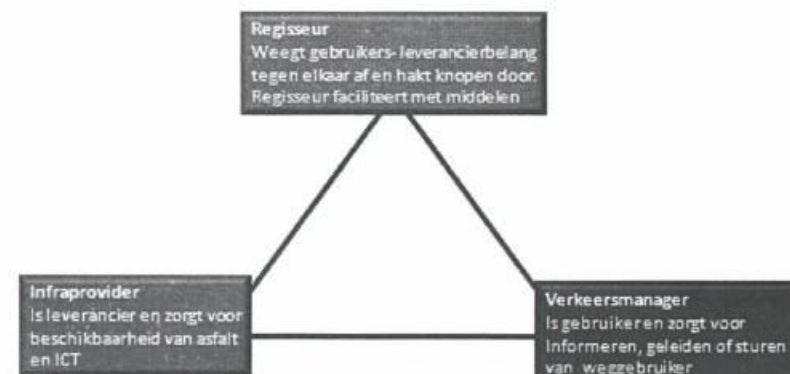 Regisseur
Weegt gebruikers- leverancierbelang
tegen elkaar af en hakt knopen door.
Regisseur faciliteert met middelen
Infraprovider
Is leverancier en zorgt voor
beschikbaarheid van asfalt
en ICT
Verkeersmanager
Is gebruiker en zorgt voor
Informeren, geleiden of sturen
van weggebruiker